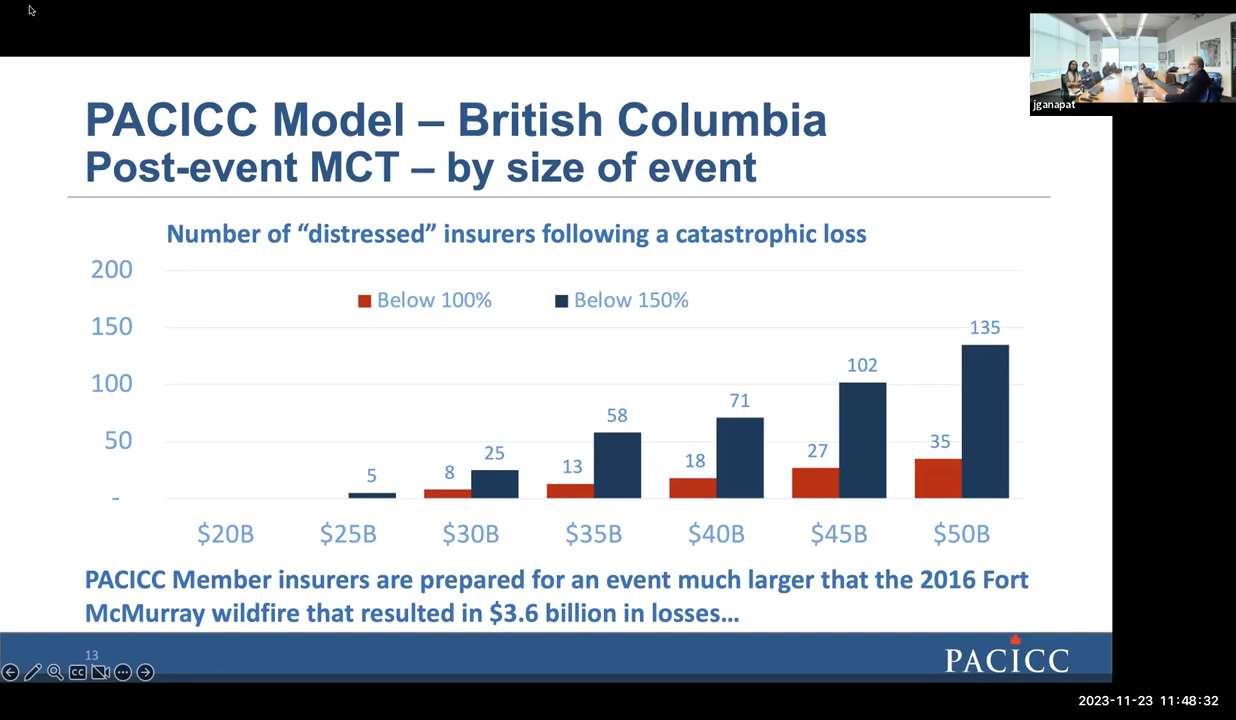 jganapat
PACICC Model – British Columbia
Post-event MCT – by size of event
Number of “distressed” insurers following a catastrophic loss
200
Below 100% Below 150%
150
100
50
-
135
102
71
58
25
5
8
13
18
27
35
$20B $25B $30B $35B $40B $45B $50B
PACICC Member insurers are prepared for an event much larger that the 2016 Fort
McMurray wildfire that resulted in $3.6 billion in losses…
13
CC
PACICC
2023-11-23 11:48:32